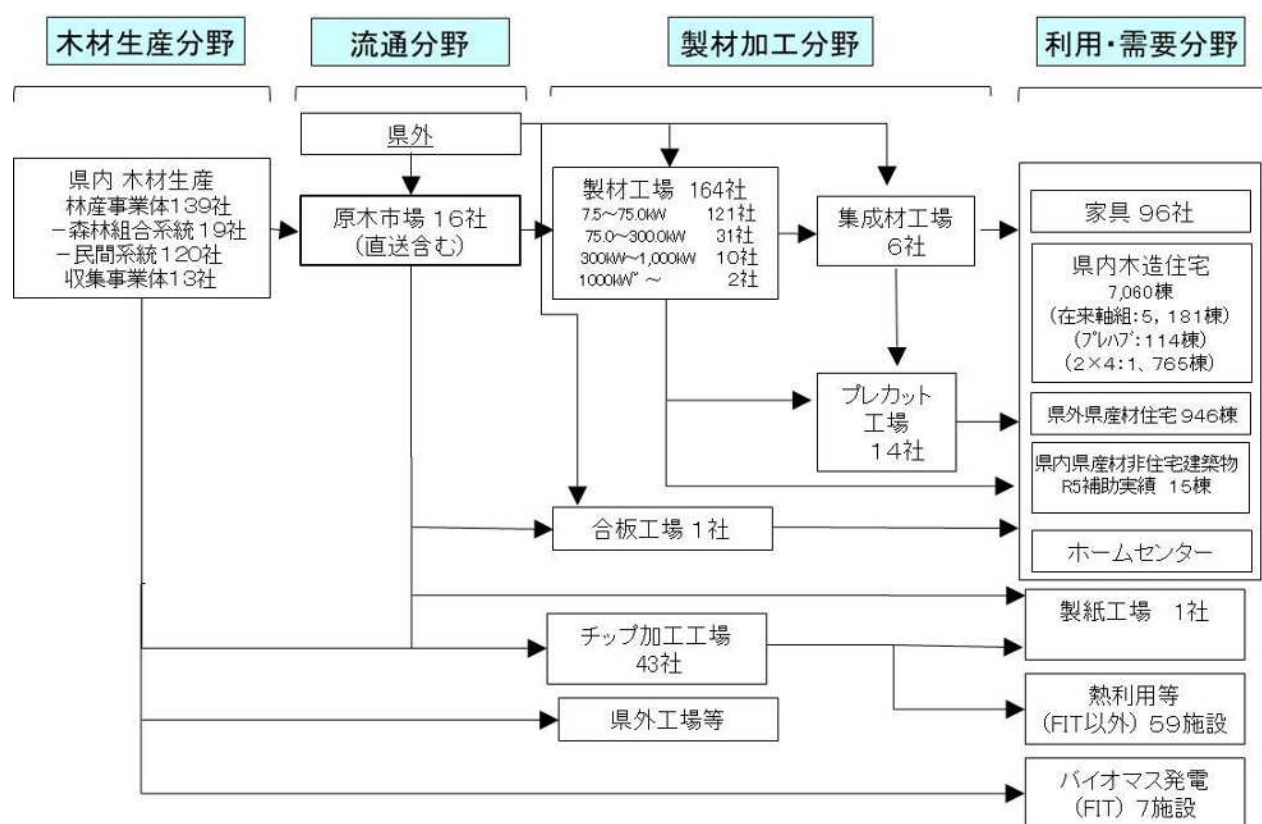 木材生産分野
流通分野
製材加工分野
利用・需要分野
県外
県内 木材生産
林産事業体139社
－森林組合系統19社
－民間系統120社
収集事業体13社
原木市場 16社
(直送含む)
製材工場 164社
7.5～75.0kW 121社
75.0～300.0kW 31社
300kW～1,000kW 10社
1000kW～ 2社
集成材工場
6社
プレカット
工場
14社
合板工場 1社
チップ加工工場
43社
県外工場等
家具 96社
県内木造住宅
7,060棟
(在来軸組:5, 181棟)
(プレハブ:114棟)
(2×4:1、765棟)
県外県産材住宅 946棟
県内県産材非住宅建築物
R5補助実績 15棟
ホームセンター
製紙工場 1社
熱利用等
(FIT以外) 59施設
バイオマス発電
(FIT) 7施設